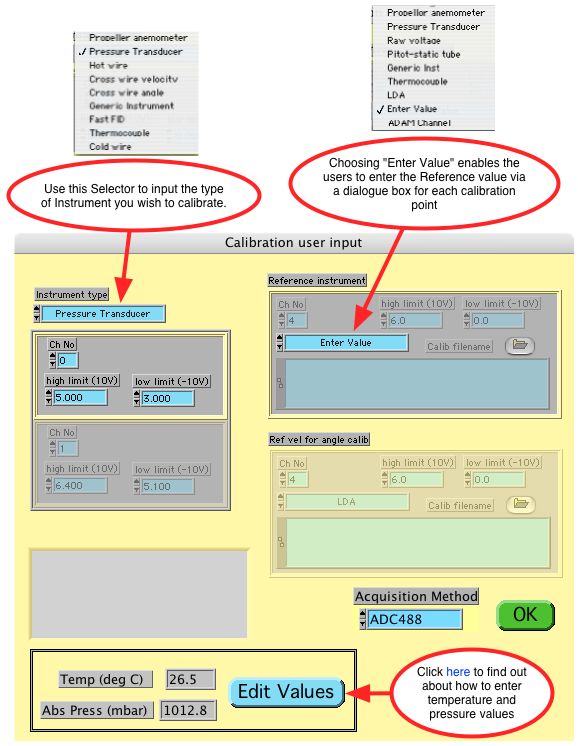 Propeller anemometer
✓ Pressure Transducer
Hot wire
Cross wire velocity
Cross wire angle
Generic Instrument
Fast FID
Thermocouple
Cold wire
Propeller anemometer
Pressure Transducer
Raw voltage
Pitot-static tube
Generic Inst
Thermocouple
LDA
✓ Enter Value
ADAM Channel
Use this Selector to input the type
of Instrument you wish to calibrate.
Choosing "Enter Value" enables the
users to enter the Reference value via
a dialogue box for each calibration
point
Calibration user input
Instrument type
Pressure Transducer
Ch No
0
high limit (10V) low limit (-10V)
5.000 3.000
Ch No
1
high limit (10V) low limit (-10V)
6.400 5.100
Reference instrument
Ch No high limit (10V) low limit (-10V)
4 6.0 0.0
Enter Value Calib filename
Ref vel for angle calib
Ch No high limit (10V) low limit (-10V)
4 6.0 0.0
LDA Calib filename
Acquisition Method
ADC488
OK
Temp (deg C) 26.5
Abs Press (mbar) 1012.8
Edit Values
Click here to find out
about how to enter
temperature and
pressure values